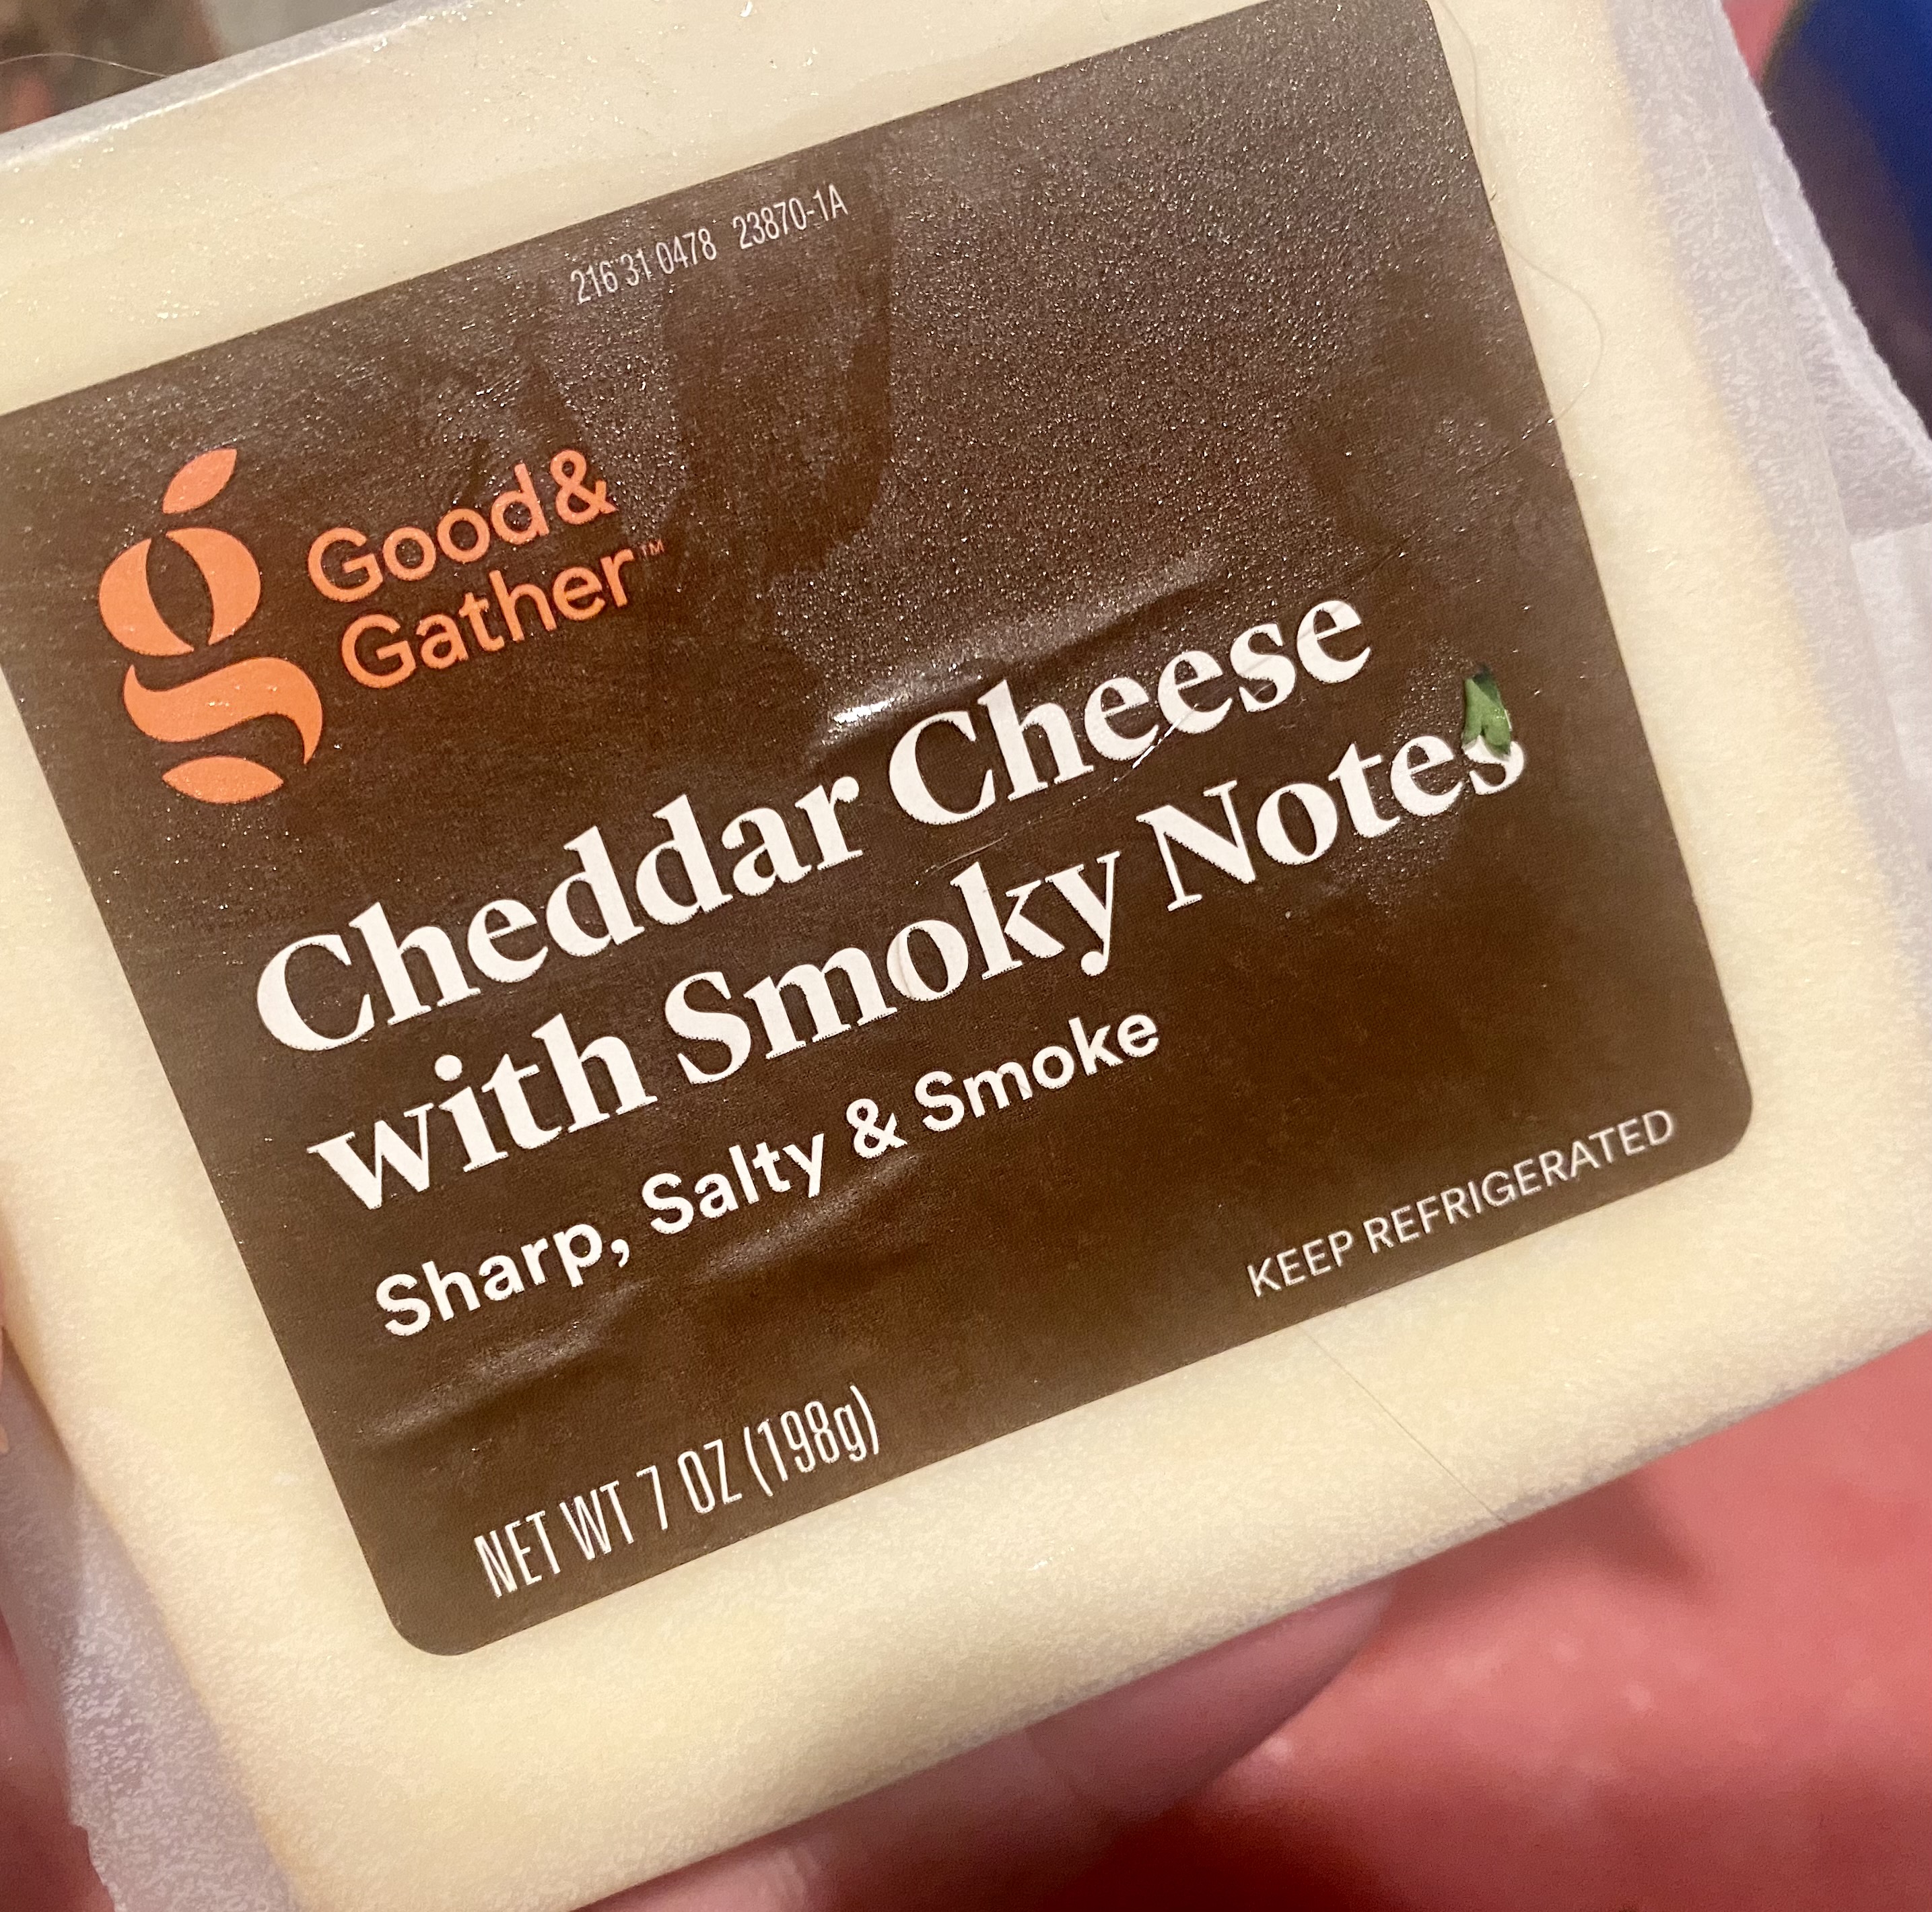 216 31 0478 23870-1A
Good &
Gather™
Cheddar Cheese
with Smoky Notes
Sharp, Salty & Smoke
KEEP REFRIGERATED
NET WT 7 OZ (198g)